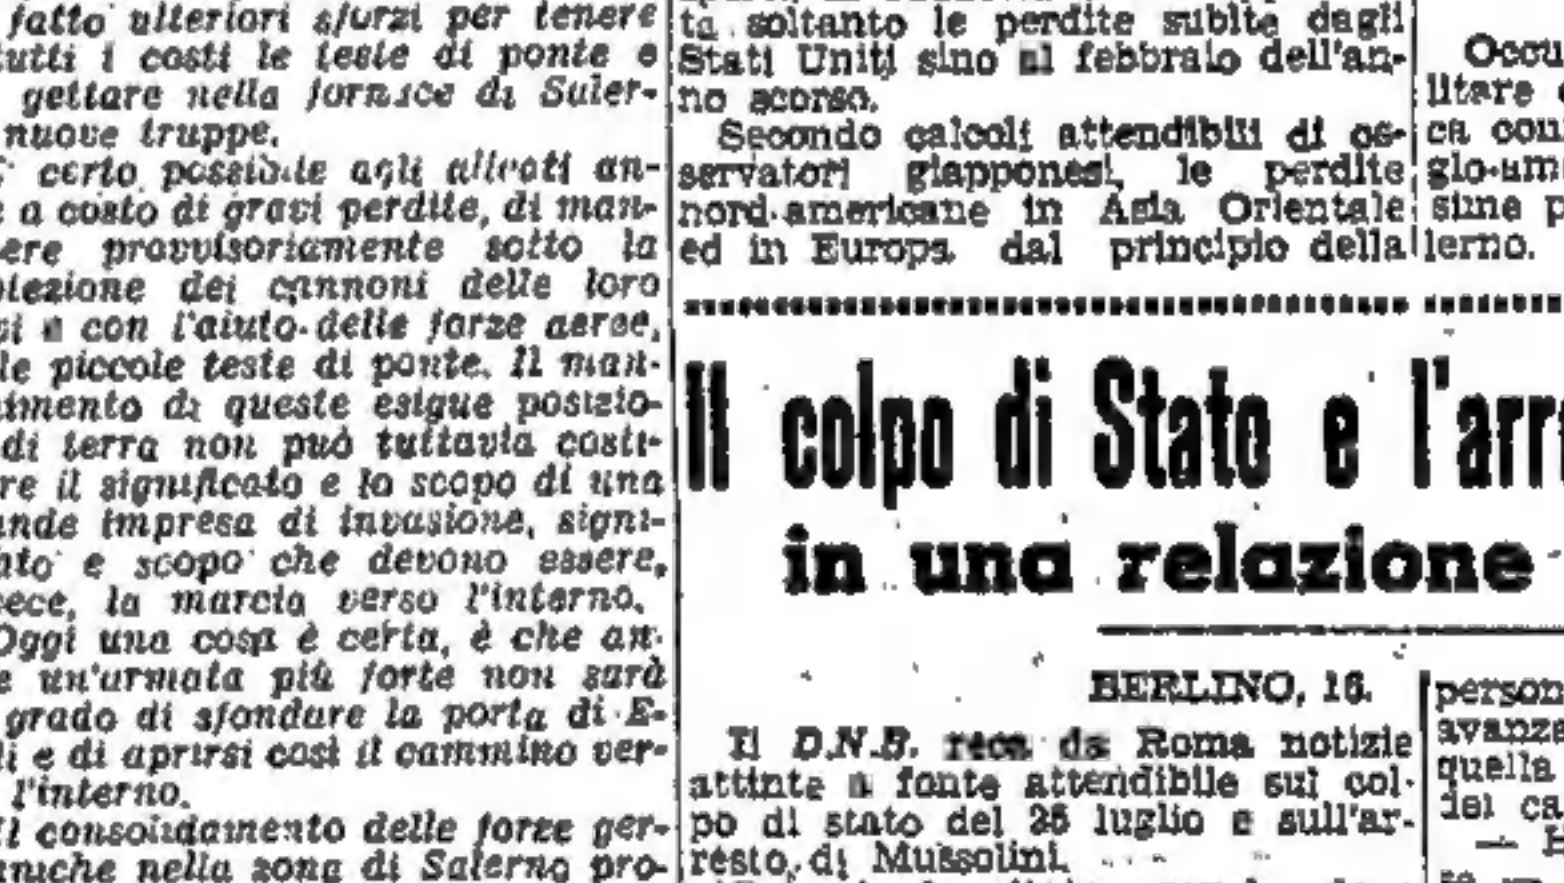 fatto ulteriori sforzi per tenere
tutti i costi le teste di ponte e
gettare nella fornace di Saler-
nuove truppe.
certo possibile agli alleati an-
a costo di gravi perdite, di man-
ere provvisoriamente sotto la
otezione dei cannoni delle loro
e con l'aiuto delle forze aeree,
le piccole teste di ponte. Il man-
nimento di queste esigue posizio-
di terra non può tuttavia costi-
re il significato e lo scopo di una
ande impresa di invasione, signi-
ato e scopo che devono essere,
ece, la marcia verso l'interno.
Oggi una cosa è certa, è che an-
e un'armata più forte non sarà
grado di sfondare la porta di E-
li e di aprirsi così il cammino ver-
l'interno.
Il consolidamento delle forze ger-
aniche nella zona di Salerno pro-
ta soltanto le perdite subite dagli
Stati Uniti sino al febbraio dell'an-
no scorso.
Secondo calcoli attendibili di os-
servatori giapponesi, le perdite
nord-americane in Asia Orientale
ed in Europa dal principio della
Occu
litare
ca con
glo-am
sime p
lerno.
Il colpo di Stato e l'arr
in una relazione
BERLINO, 16.
Il D.N.B. reca da Roma notizie
attinte a fonte attendibile sul col-
po di stato del 25 luglio e sull'ar-
resto di Mussolini.
person
avanza
quella
dei ca